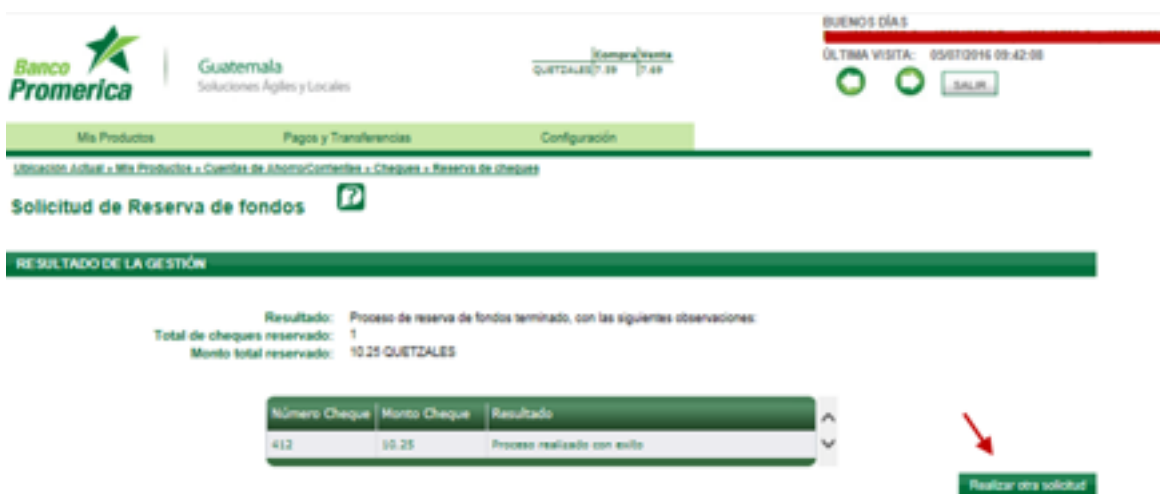 BUENOS DÍAS
Banco
Promerica
Guatemala
Soluciones Ágiles y Locales
Compra Venta
QUETZALES 7.59 7.69
ÚLTIMA VISITA: 05/07/2016 09:42:08
SALIR
Mis Productos Pagos y Transferencias Configuración
Ubicación Actual » Mis Productos » Cuentas de Ahorro/Corrientes » Cheques » Reserva de cheques
Solicitud de Reserva de fondos ?
RESULTADO DE LA GESTIÓN
Resultado: Proceso de reserva de fondos terminado, con las siguientes observaciones:
Total de cheques reservado: 1
Monto total reservado: 10.25 QUETZALES
Número Cheque Monto Cheque Resultado
412 10.25 Proceso realizado con exito
Realizar otra solicitud